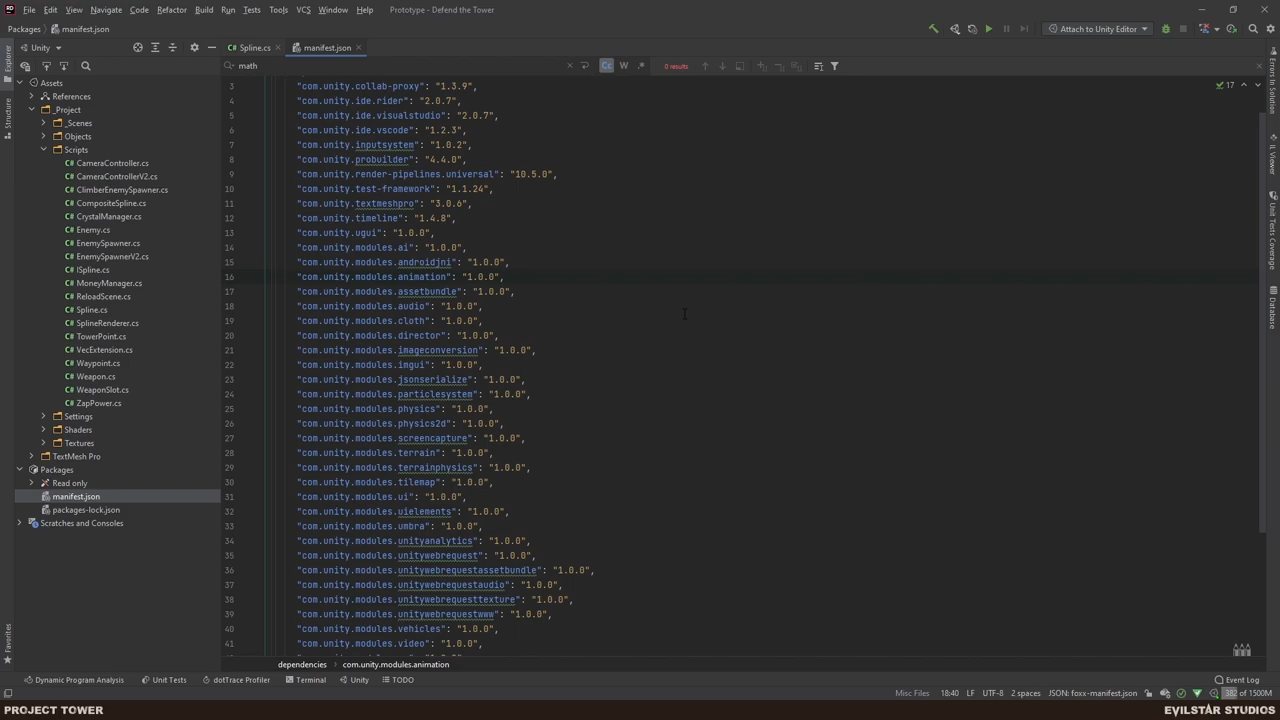 File Edit View Navigate Code Refactor Build Run Tests Tools VCS Window Help Prototype - Defend the Tower
Packages manifest.json Attach to Unity Editor
Unity Spline.cs manifest.json
math Cc W 0 results
Explorer
Structure
Favorites
Errors In Solution
IL Viewer
Unit Tests Coverage
Database
17
Assets
References
_Project
_Scenes
Objects
Scripts
CameraController.cs
CameraControllerV2.cs
ClimberEnemySpawner.cs
CompositeSpline.cs
CrystalManager.cs
Enemy.cs
EnemySpawner.cs
EnemySpawnerV2.cs
ISpline.cs
MoneyManager.cs
ReloadScene.cs
Spline.cs
SplineRenderer.cs
TowerPoint.cs
VecExtension.cs
Waypoint.cs
Weapon.cs
WeaponSlot.cs
ZapPower.cs
Settings
Shaders
Textures
TextMesh Pro
Packages
Read only
manifest.json
packages-lock.json
Scratches and Consoles
3 "com.unity.collab-proxy": "1.3.9",
4 "com.unity.ide.rider": "2.0.7",
5 "com.unity.ide.visualstudio": "2.0.7",
6 "com.unity.ide.vscode": "1.2.3",
7 "com.unity.inputsystem": "1.0.2",
8 "com.unity.probuilder": "4.4.0",
9 "com.unity.render-pipelines.universal": "10.5.0",
10 "com.unity.test-framework": "1.1.24",
11 "com.unity.textmeshpro": "3.0.6",
12 "com.unity.timeline": "1.4.8",
13 "com.unity.ugui": "1.0.0",
14 "com.unity.modules.ai": "1.0.0",
15 "com.unity.modules.androidjni": "1.0.0",
16 "com.unity.modules.animation": "1.0.0",
17 "com.unity.modules.assetbundle": "1.0.0",
18 "com.unity.modules.audio": "1.0.0",
19 "com.unity.modules.cloth": "1.0.0",
20 "com.unity.modules.director": "1.0.0",
21 "com.unity.modules.imageconversion": "1.0.0",
22 "com.unity.modules.imgui": "1.0.0",
23 "com.unity.modules.jsonserialize": "1.0.0",
24 "com.unity.modules.particlesystem": "1.0.0",
25 "com.unity.modules.physics": "1.0.0",
26 "com.unity.modules.physics2d": "1.0.0",
27 "com.unity.modules.screencapture": "1.0.0",
28 "com.unity.modules.terrain": "1.0.0",
29 "com.unity.modules.terrainphysics": "1.0.0",
30 "com.unity.modules.tilemap": "1.0.0",
31 "com.unity.modules.ui": "1.0.0",
32 "com.unity.modules.uielements": "1.0.0",
33 "com.unity.modules.umbra": "1.0.0",
34 "com.unity.modules.unityanalytics": "1.0.0",
35 "com.unity.modules.unitywebrequest": "1.0.0",
36 "com.unity.modules.unitywebrequestassetbundle": "1.0.0",
37 "com.unity.modules.unitywebrequestaudio": "1.0.0",
38 "com.unity.modules.unitywebrequesttexture": "1.0.0",
39 "com.unity.modules.unitywebrequestwww": "1.0.0",
40 "com.unity.modules.vehicles": "1.0.0",
41 "com.unity.modules.video": "1.0.0",
dependencies com.unity.modules.animation
Dynamic Program Analysis Unit Tests dotTrace Profiler Terminal Unity TODO Event Log
Misc Files 18:40 LF UTF-8 2 spaces JSON: foxx-manifest.json 382 of 1500M
PROJECT TOWER EVILSTAR STUDIOS